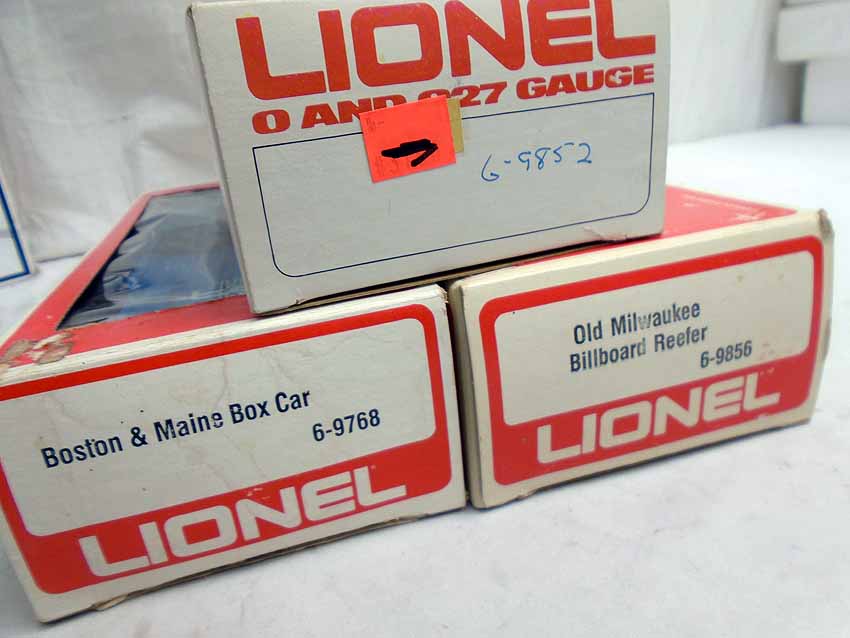 LIONEL
O AND 027 GAUGE
6-9852
Boston & Maine Box Car
6-9768
LIONEL
Old Milwaukee
Billboard Reefer
6-9856
LIONEL